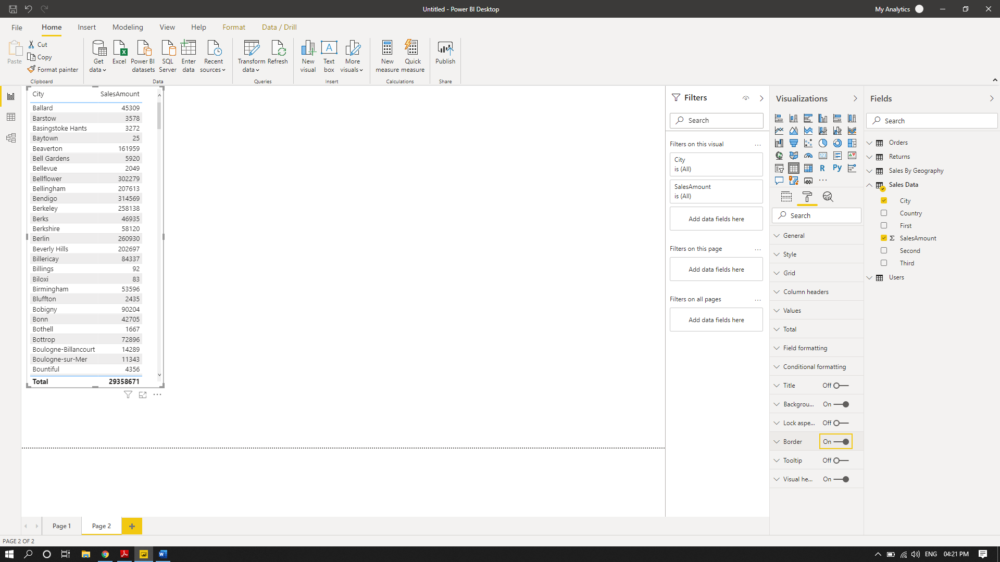 Untitled - Power BI Desktop
My Analytics
File
Home
Insert
Modeling
View
Help
Format
Data / Drill
Paste
Cut
Copy
Format painter
Clipboard
Get data
Excel
Power BI datasets
SQL Server
Enter data
Recent sources
Data
Transform data
Refresh
Queries
New visual
Text box
More visuals
Insert
New measure
Quick measure
Calculations
Publish
Share
City SalesAmount
Ballard 45309
Barstow 3578
Basingstoke Hants 3272
Baytown 25
Beaverton 161959
Bell Gardens 5920
Bellevue 2049
Bellflower 302279
Bellingham 207613
Bendigo 314569
Berkeley 258138
Berks 46935
Berkshire 58120
Berlin 260930
Beverly Hills 202697
Billericay 84337
Billings 92
Biloxi 83
Birmingham 53596
Bluffton 2435
Bobigny 90204
Bonn 42705
Bothell 1667
Bottrop 72896
Boulogne-Billancourt 14289
Boulogne-sur-Mer 11343
Bountiful 4356
Total 29358671
Filters
Search
Filters on this visual ...
City
is (All)
SalesAmount
is (All)
Add data fields here
Filters on this page ...
Add data fields here
Filters on all pages ...
Add data fields here
Visualizations
123
R
Py
...
Search
General
Style
Grid
Column headers
Values
Total
Field formatting
Conditional formatting
Title Off
Backgrou... On
Lock aspe... Off
Border On
Tooltip Off
Visual he... On
Fields
Search
Orders
Returns
Sales By Geography
Sales Data
City
Country
First
Σ SalesAmount
Second
Third
Users
Page 1
Page 2
+
PAGE 2 OF 2
ENG
04:21 PM